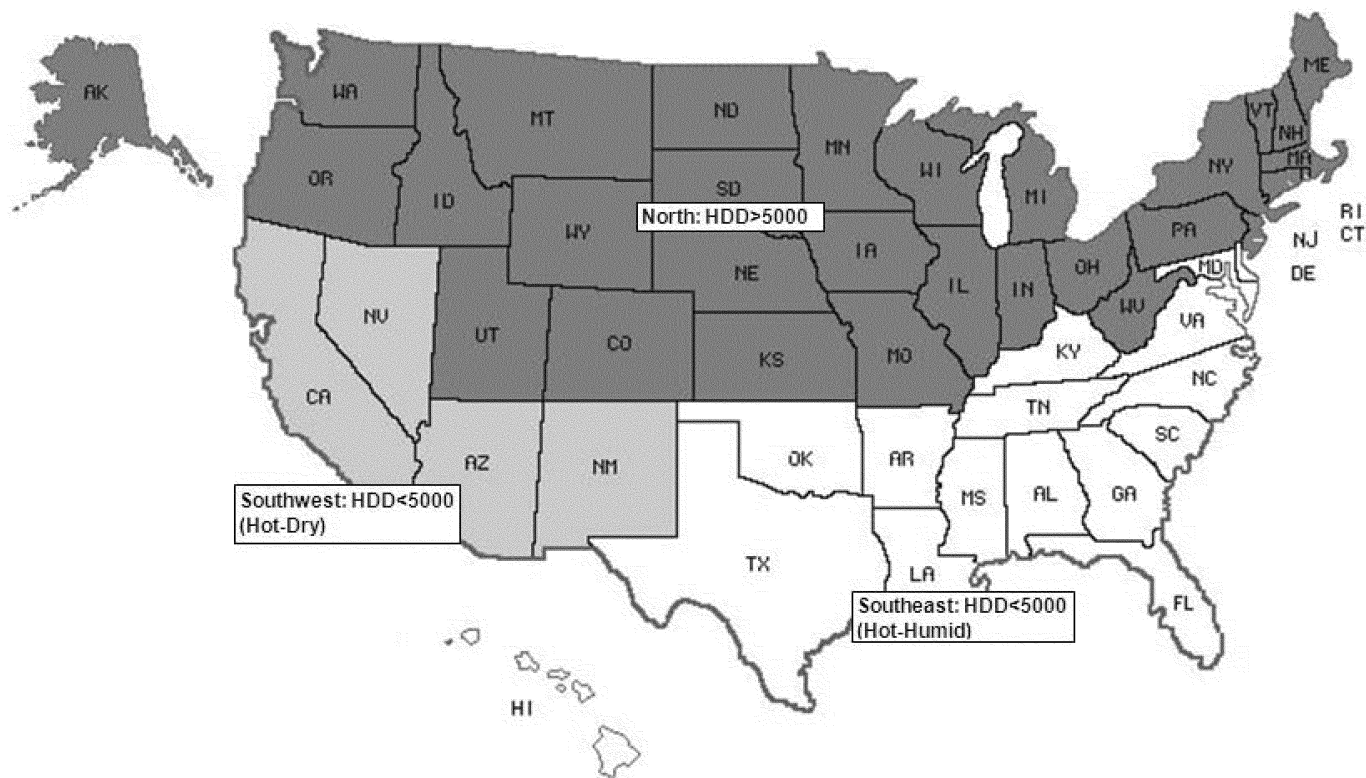 AK
WA
MT
ND
MN
ME
VT
NH
OR
ID
SD
WI
MI
NY
MA
North: HDD>5000
RI
CT
WY
PA
NJ
IA
NE
OH
MD
DE
NV
IL
IN
WV
UT
CO
VA
KS
MO
KY
CA
NC
TN
SC
AZ
NM
OK
AR
MS
AL
GA
Southwest: HDD<5000
(Hot-Dry)
TX
LA
FL
Southeast: HDD<5000
(Hot-Humid)
HI